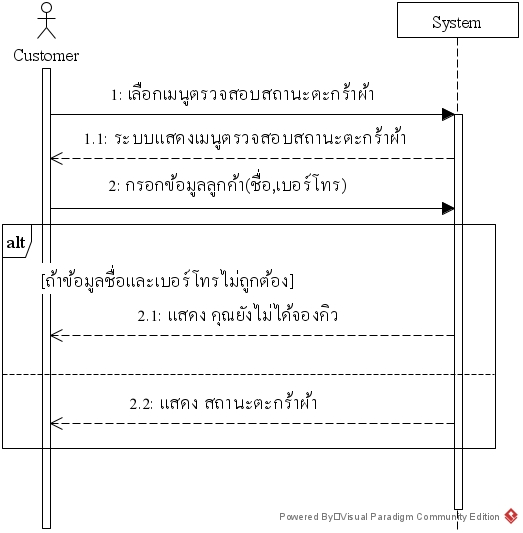 Customer
System
1: เลือกเมนูตรวจสอบสถานะตะกร้าผ้า
1.1: ระบบแสดงเมนูตรวจสอบสถานะตะกร้าผ้า
2: กรอกข้อมูลลูกค้า(ชื่อ,เบอร์โทร)
alt
[ถ้าข้อมูลชื่อและเบอร์โทรไม่ถูกต้อง]
2.1: แสดง คุณยังไม่ได้จองคิว
2.2: แสดง สถานะตะกร้าผ้า
Powered By□Visual Paradigm Community Edition